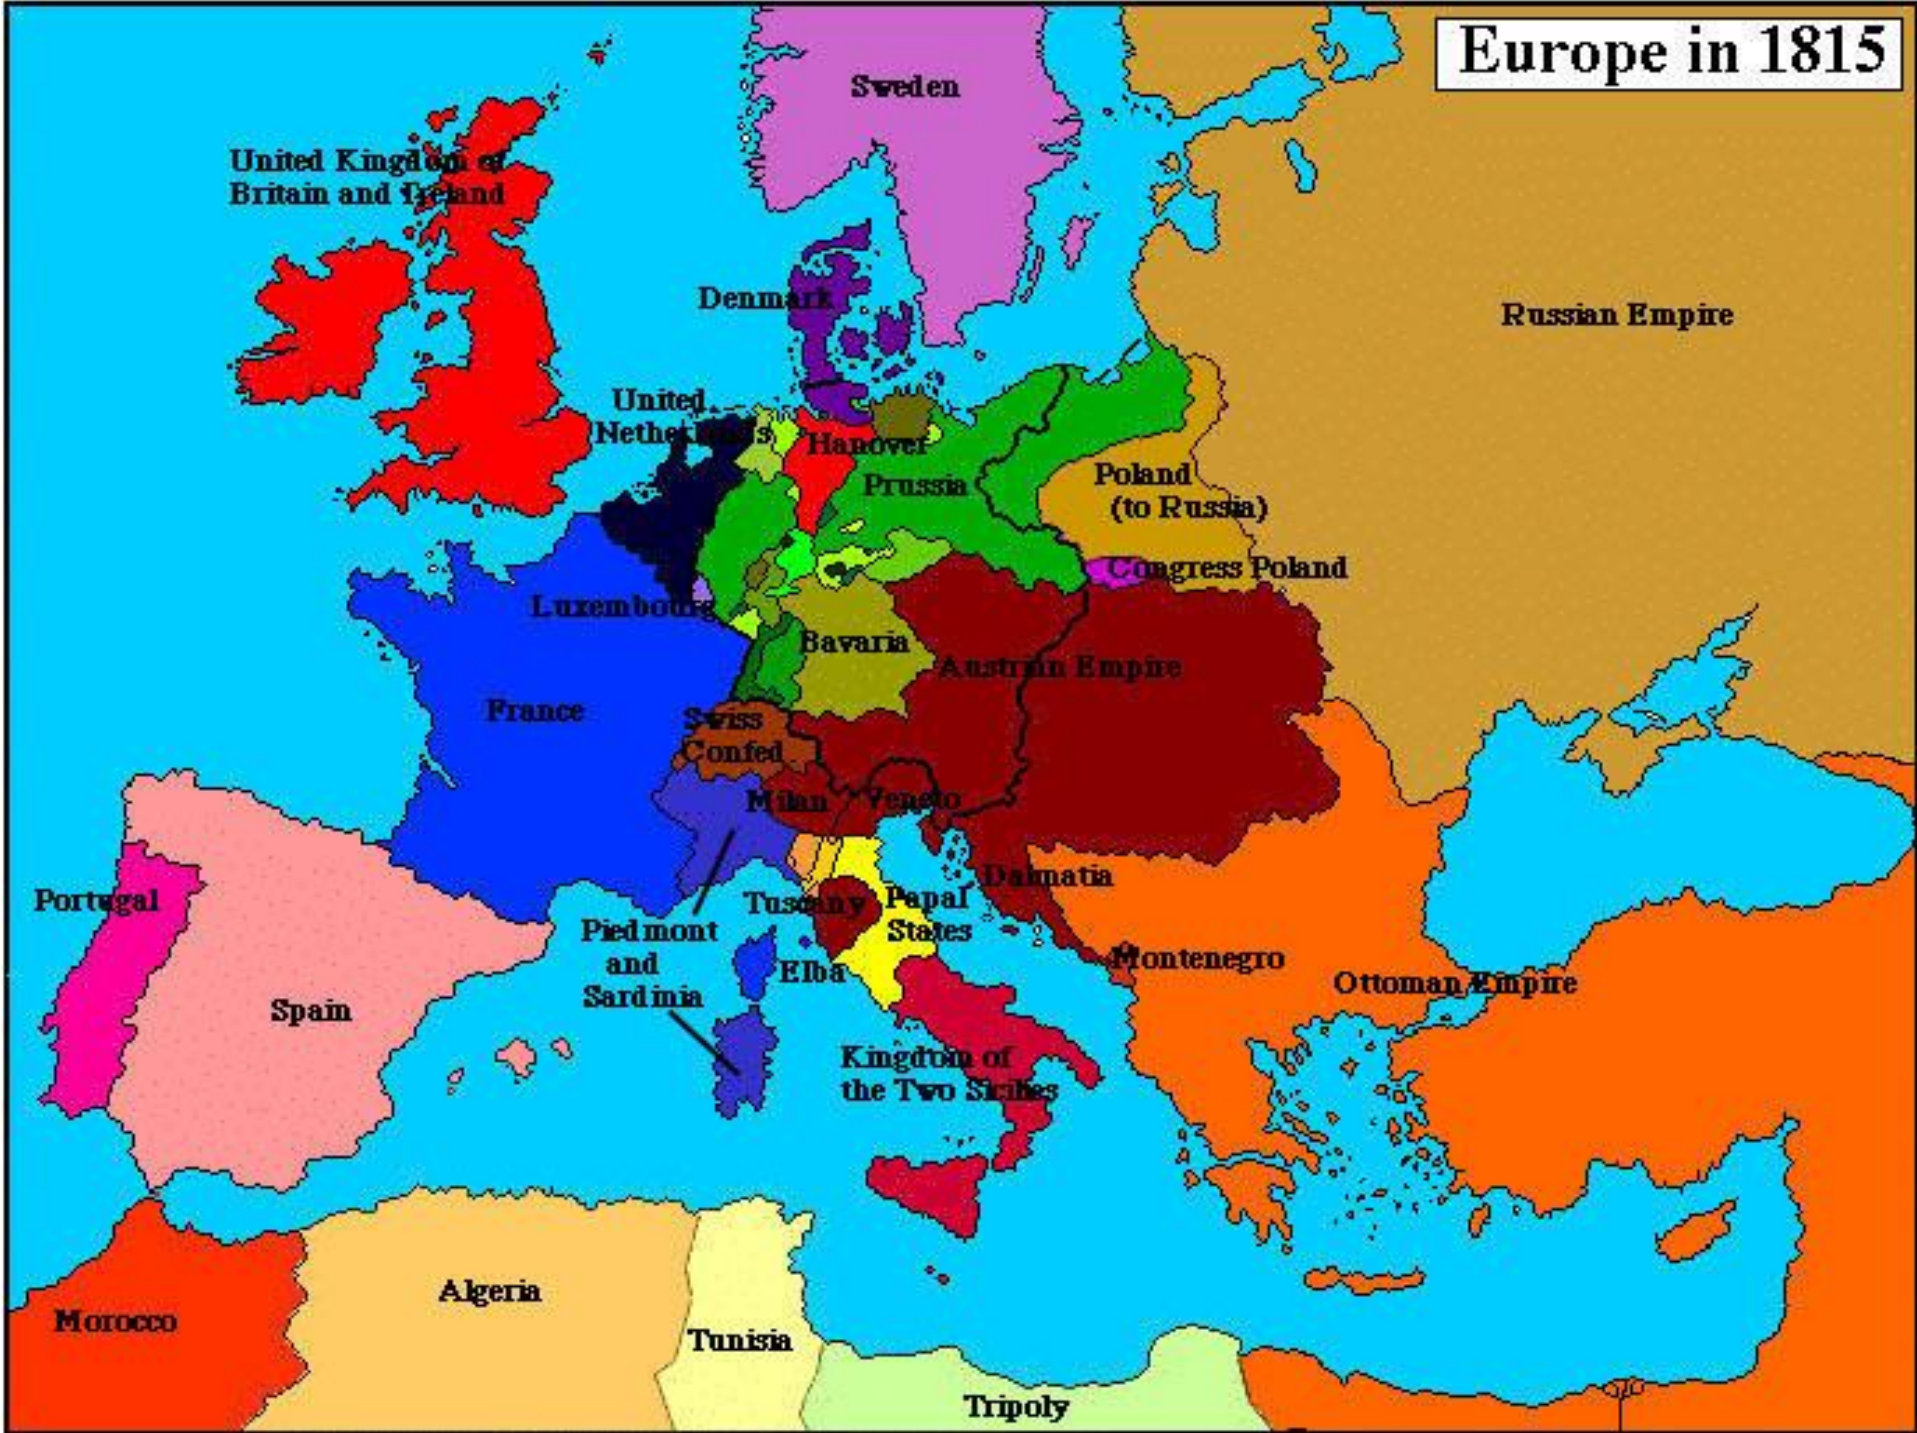 Europe in 1815
Sweden
United Kingdom of
Britain and Ireland
Russian Empire
Denmark
United
Netherlands
Hanover
Prussia
Poland
(to Russia)
Congress Poland
Luxembourg
Bavaria
Austrian Empire
France
Swiss
Confed
Milan
Veneto
Dalmatia
Portugal
Tuscany
Papal
States
Piedmont
and
Sardinia
Elba
Montenegro
Ottoman Empire
Spain
Kingdom of
the Two Sicilies
Algeria
Morocco
Tunisia
Tripoly